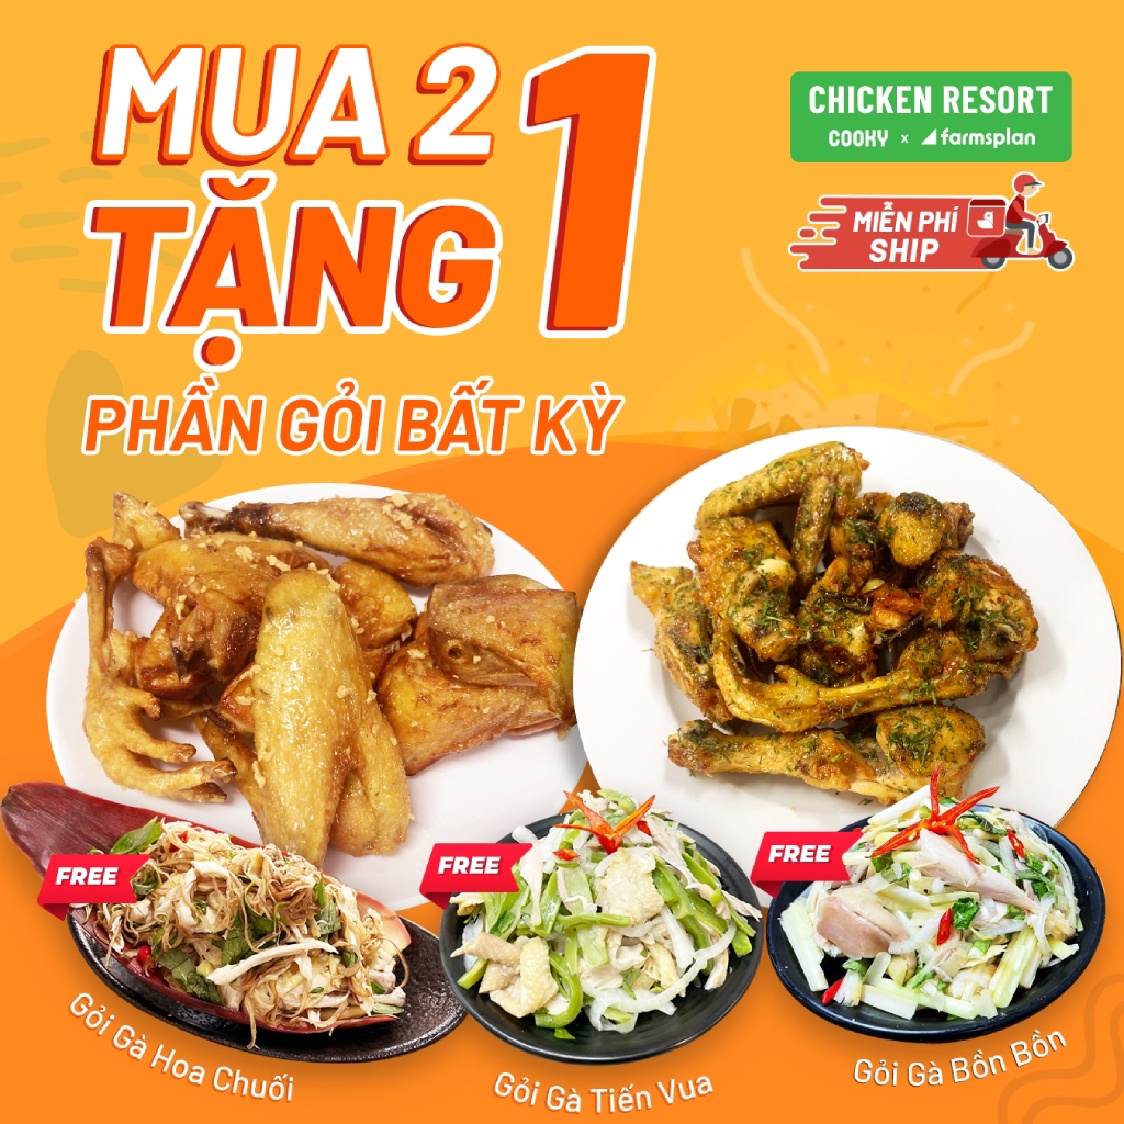 MUA 2
TẶNG 1
PHẦN GỎI BẤT KỲ
CHICKEN RESORT
COOKY x farmsplan
MIỄN PHÍ
SHIP
FREE
FREE
FREE
Gỏi Gà Hoa Chuối
Gỏi Gà Tiến Vua
Gỏi Gà Bồn Bồn